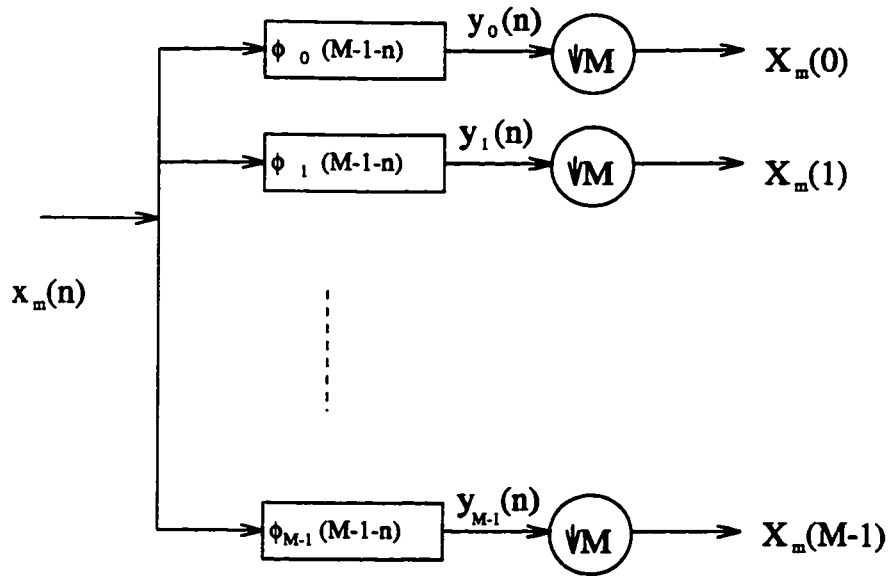 y₀(n)
ϕ₀ (M-1-n)
↓M
X_m(0)
y₁(n)
ϕ₁ (M-1-n)
↓M
X_m(1)
x_m(n)
y_{M-1}(n)
ϕ_{M-1} (M-1-n)
↓M
X_m(M-1)